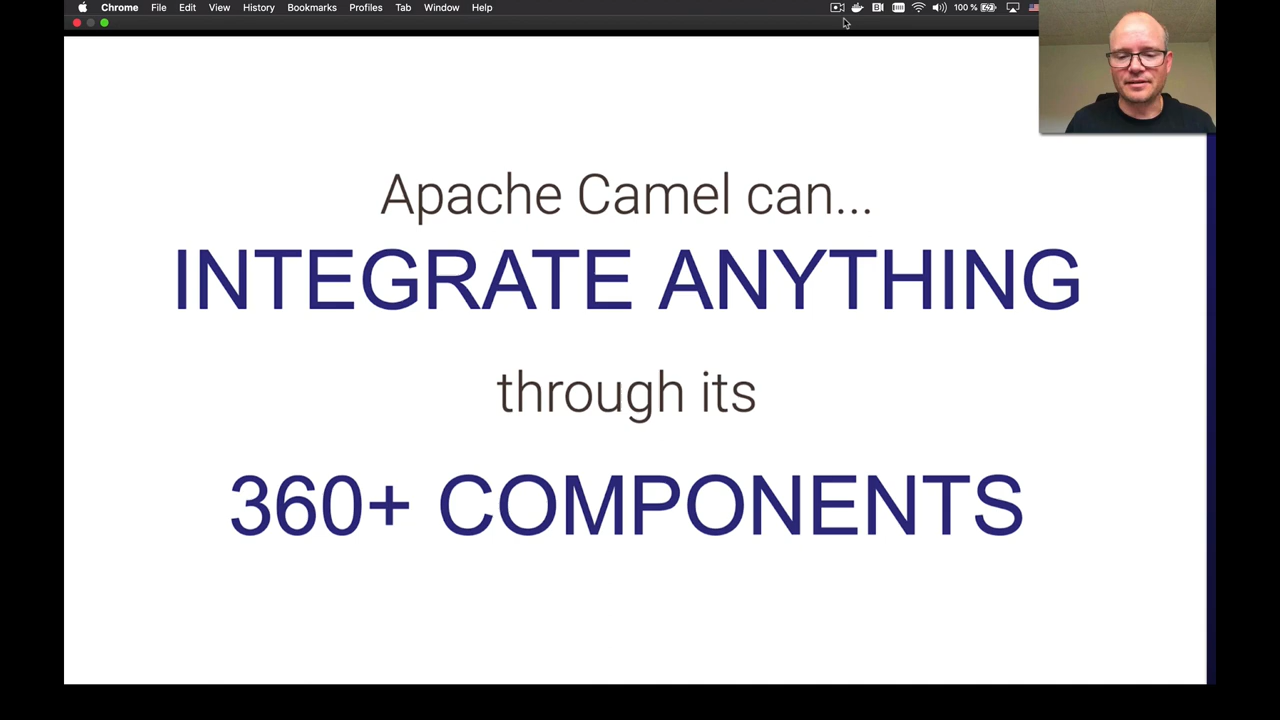 Chrome File Edit View History Bookmarks Profiles Tab Window Help 100 %
Apache Camel can...
INTEGRATE ANYTHING
through its
360+ COMPONENTS